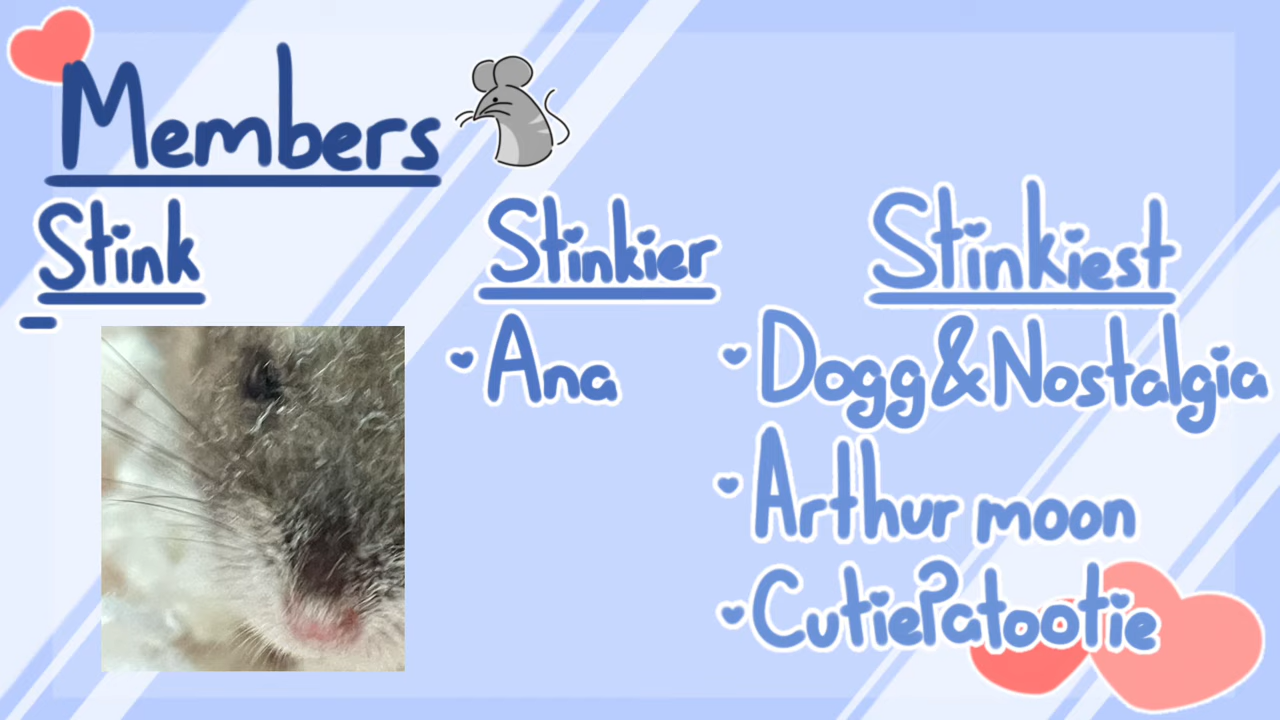 Members
Stink
Stinkier
Stinkiest
-
• Ana
• Dogg&Nostalgia
• Arthur moon
• CutiePatootie